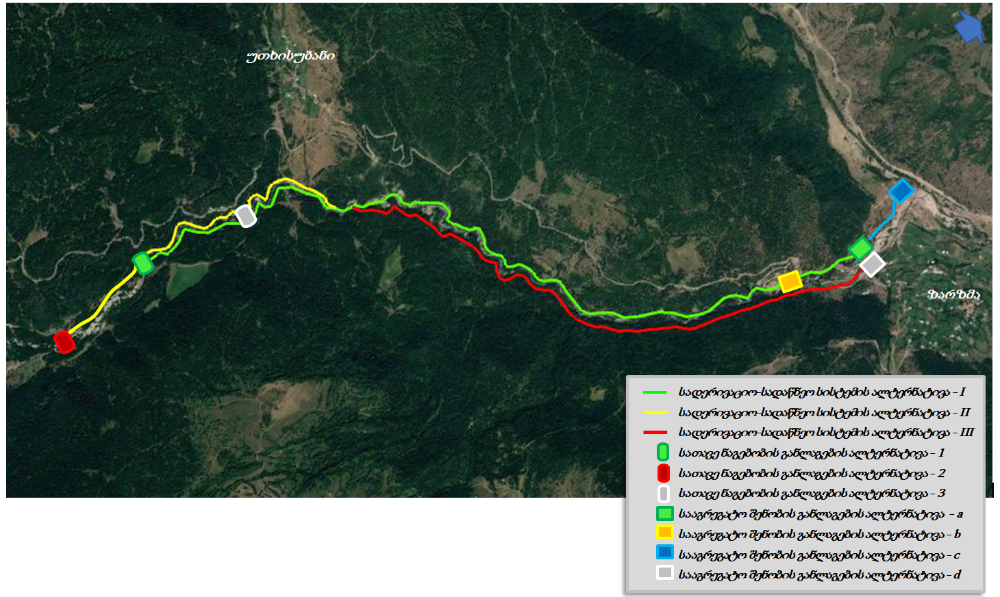 უთხისუბანი
ზარზმა
სადერივაციო-სადაწნეო სისტემის ალტერნატივა - I
სადერივაციო-სადაწნეო სისტემის ალტერნატივა - II
სადერივაციო-სადაწნეო სისტემის ალტერნატივა - III
სათავე ნაგებობის განლაგების ალტერნატივა - 1
სათავე ნაგებობის განლაგების ალტერნატივა - 2
სათავე ნაგებობის განლაგების ალტერნატივა - 3
სააგრეგატო შენობის განლაგების ალტერნატივა - a
სააგრეგატო შენობის განლაგების ალტერნატივა - b
სააგრეგატო შენობის განლაგების ალტერნატივა - c
სააგრეგატო შენობის განლაგების ალტერნატივა - d